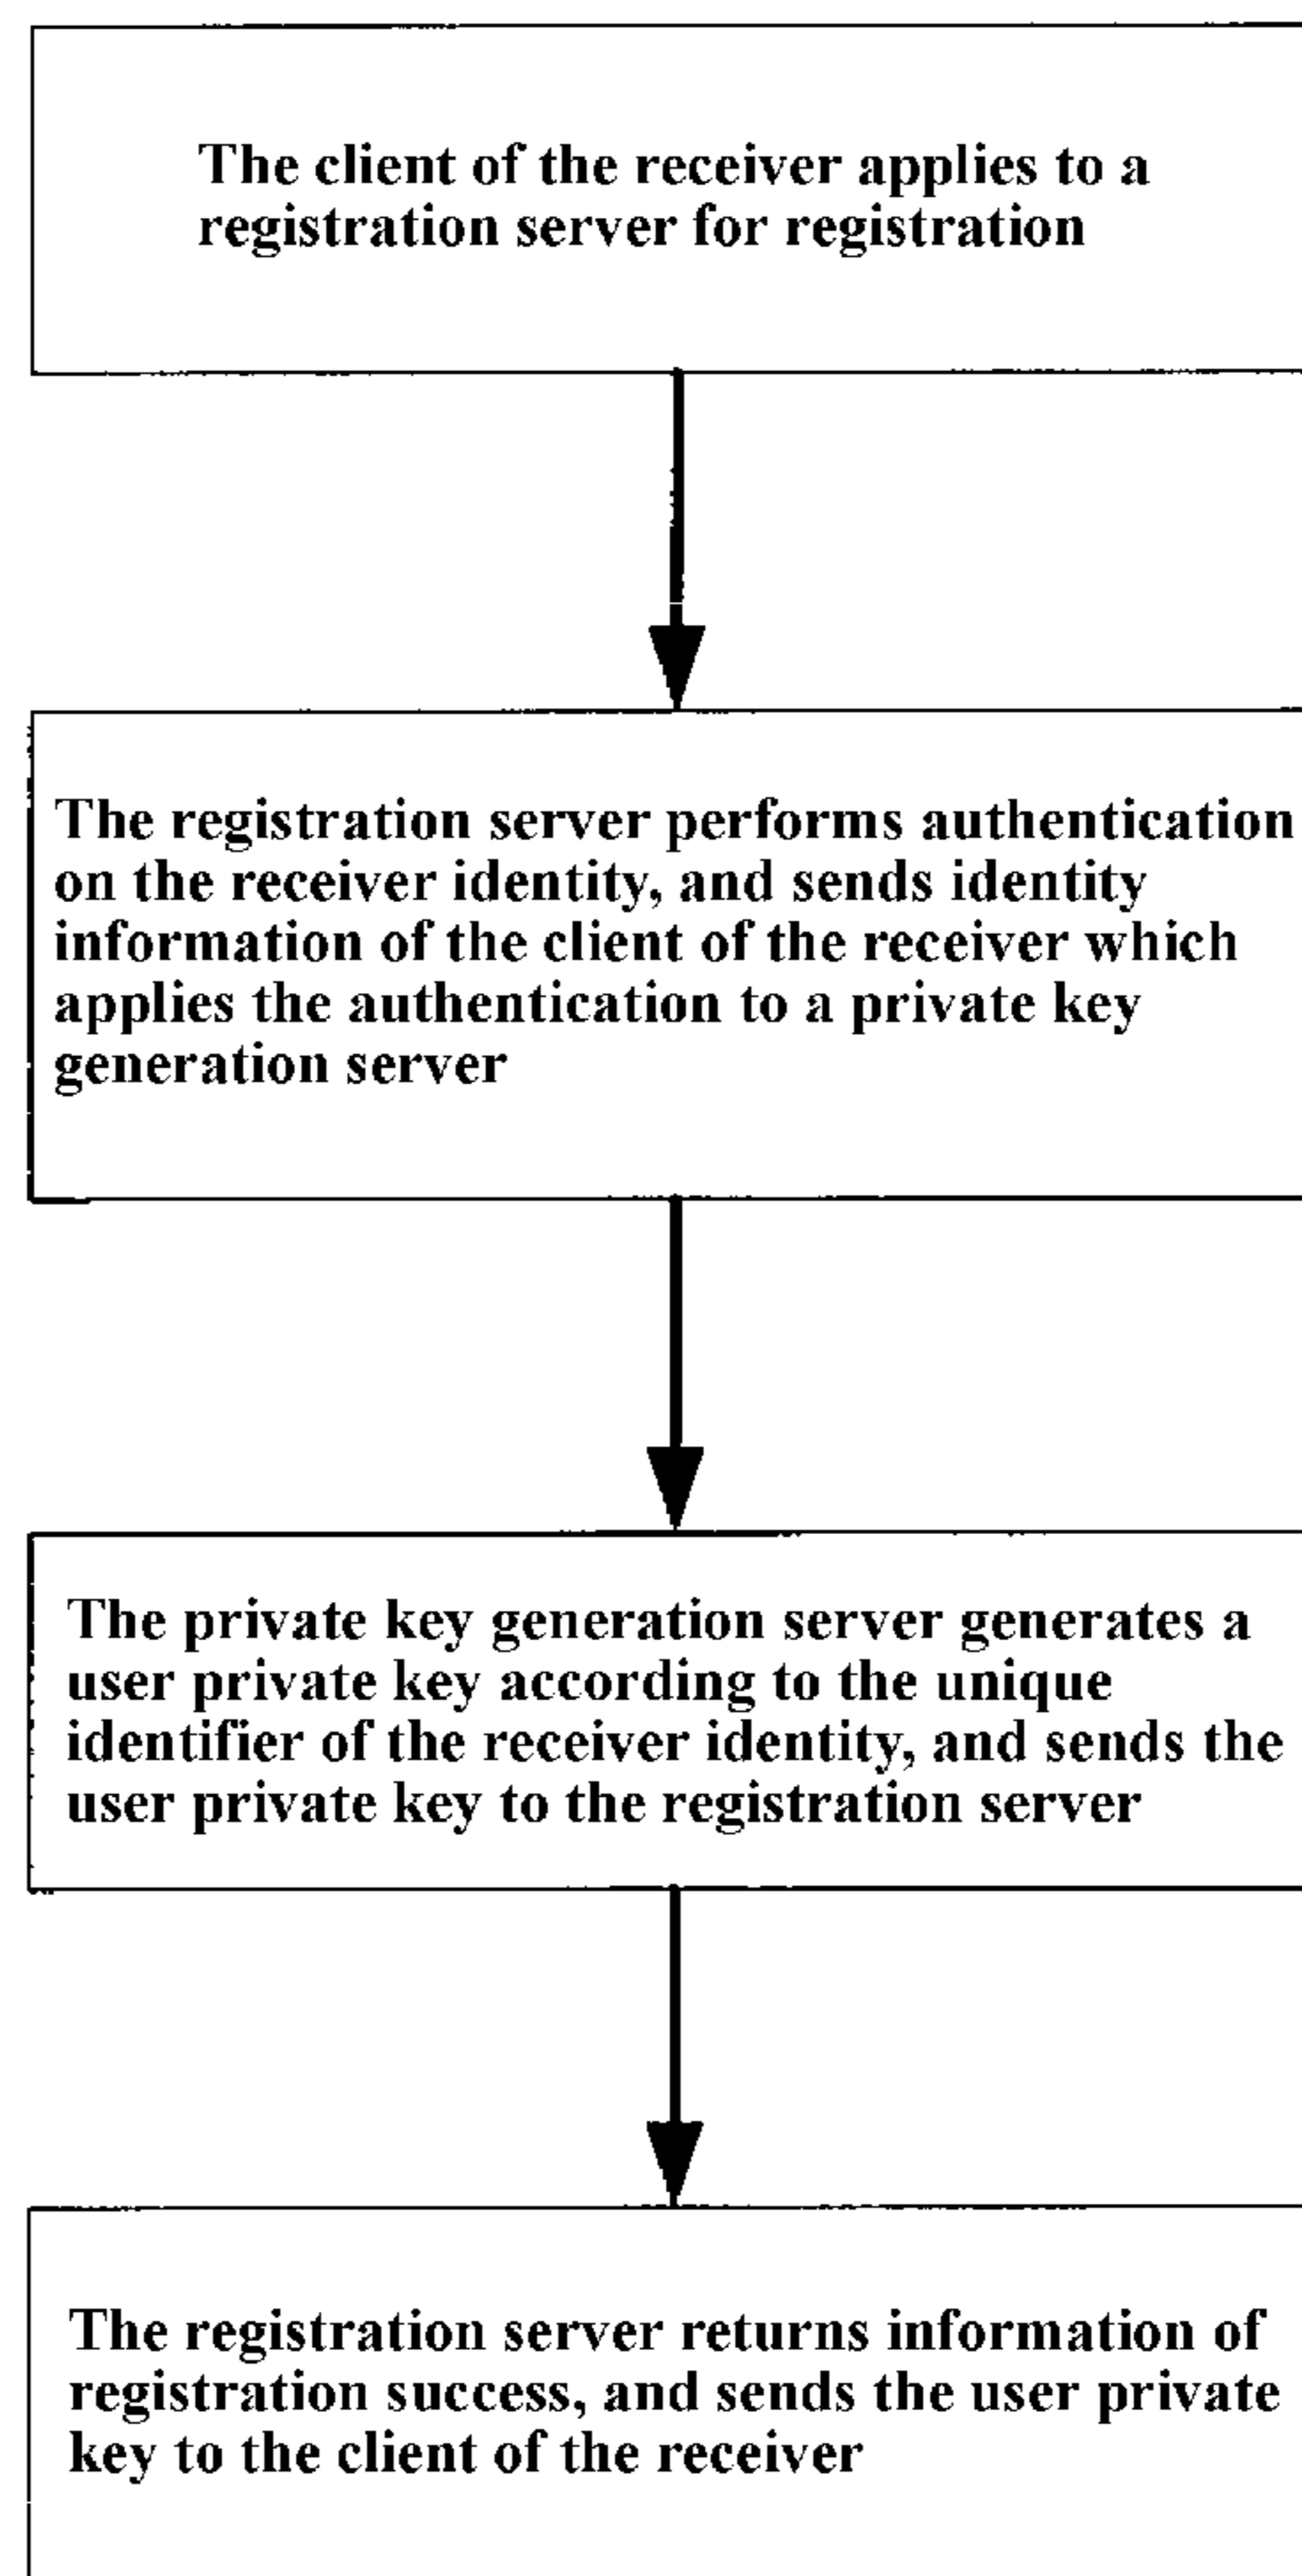 The client of the receiver applies to a
registration server for registration
The registration server performs authentication
on the receiver identity, and sends identity
information of the client of the receiver which
applies the authentication to a private key
generation server
The private key generation server generates a
user private key according to the unique
identifier of the receiver identity, and sends the
user private key to the registration server
The registration server returns information of
registration success, and sends the user private
key to the client of the receiver